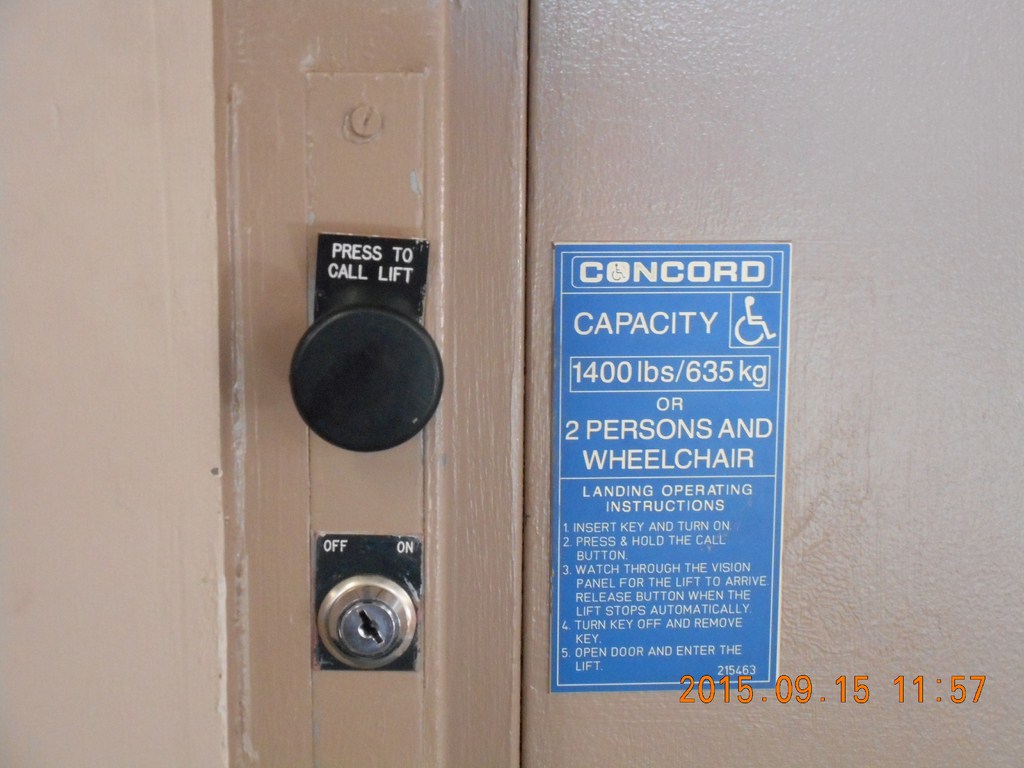 PRESS TO
CALL LIFT
OFF ON
CONCORD
CAPACITY
1400 lbs/635 kg
OR
2 PERSONS AND
WHEELCHAIR
LANDING OPERATING
INSTRUCTIONS
1. INSERT KEY AND TURN ON.
2. PRESS & HOLD THE CALL
BUTTON.
3. WATCH THROUGH THE VISION
PANEL FOR THE LIFT TO ARRIVE
RELEASE BUTTON WHEN THE
LIFT STOPS AUTOMATICALLY.
4. TURN KEY OFF AND REMOVE
KEY.
5. OPEN DOOR AND ENTER THE
LIFT.
215463
2015.09.15 11:57